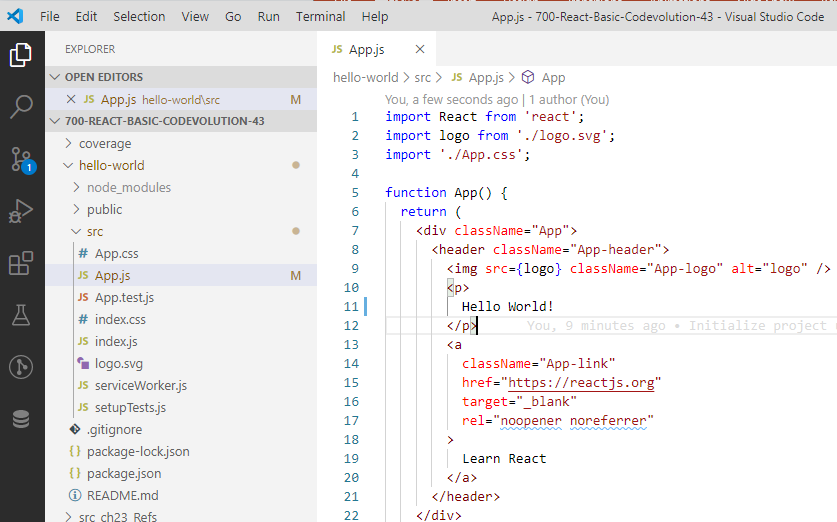 File Edit Selection View Go Run Terminal Help App.js - 700-React-Basic-Codevolution-43 - Visual Studio Code
EXPLORER
OPEN EDITORS
JS App.js hello-world\src M
700-REACT-BASIC-CODEVOLUTION-43
coverage
hello-world
node_modules
public
src
# App.css
JS App.js M
JS App.test.js
# index.css
JS index.js
logo.svg
JS serviceWorker.js
JS setupTests.js
.gitignore
{} package-lock.json
{} package.json
README.md
src_ch23_Refs
1
JS App.js
hello-world > src > JS App.js > App
You, a few seconds ago | 1 author (You)
1 import React from 'react';
2 import logo from './logo.svg';
3 import './App.css';
4
5 function App() {
6 return (
7 <div className="App">
8 <header className="App-header">
9 <img src={logo} className="App-logo" alt="logo" />
10 <p>
11 Hello World!
12 </p> You, 9 minutes ago • Initialize project
13 <a
14 className="App-link"
15 href="https://reactjs.org"
16 target="_blank"
17 rel="noopener noreferrer"
18 >
19 Learn React
20 </a>
21 </header>
22 </div>